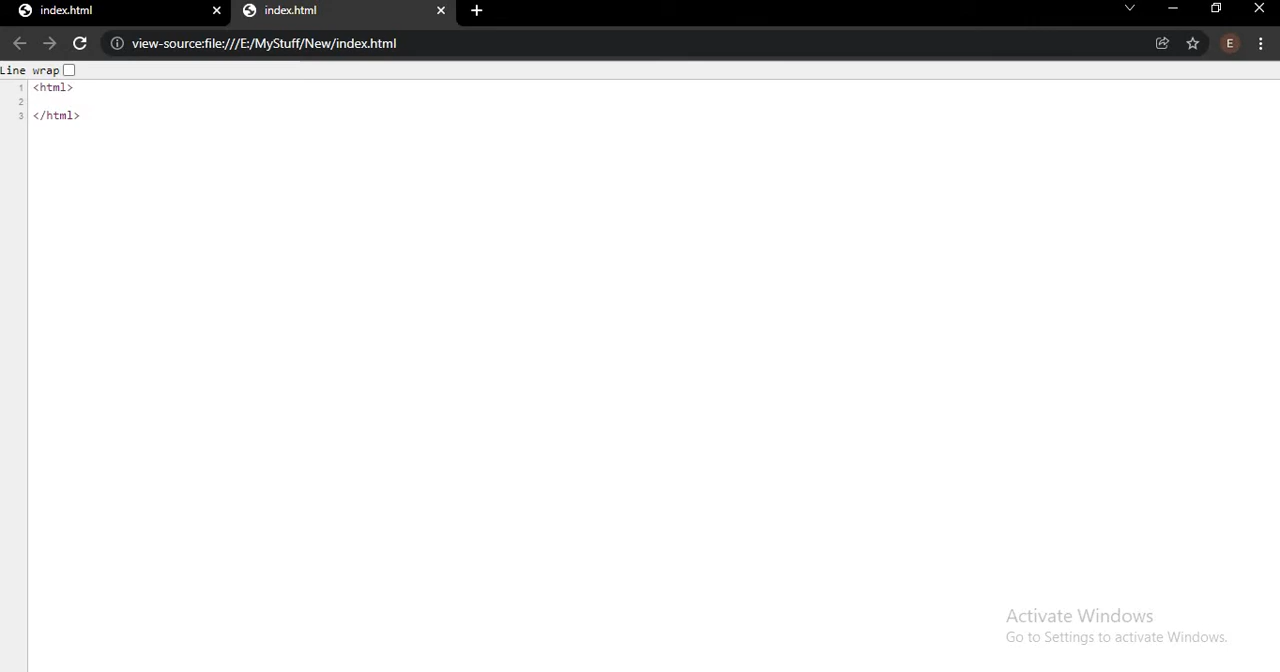 index.html
index.html
view-source:file:///E:/MyStuff/New/index.html
E
Line wrap
1 <html>
2
3 </html>
Activate Windows
Go to Settings to activate Windows.